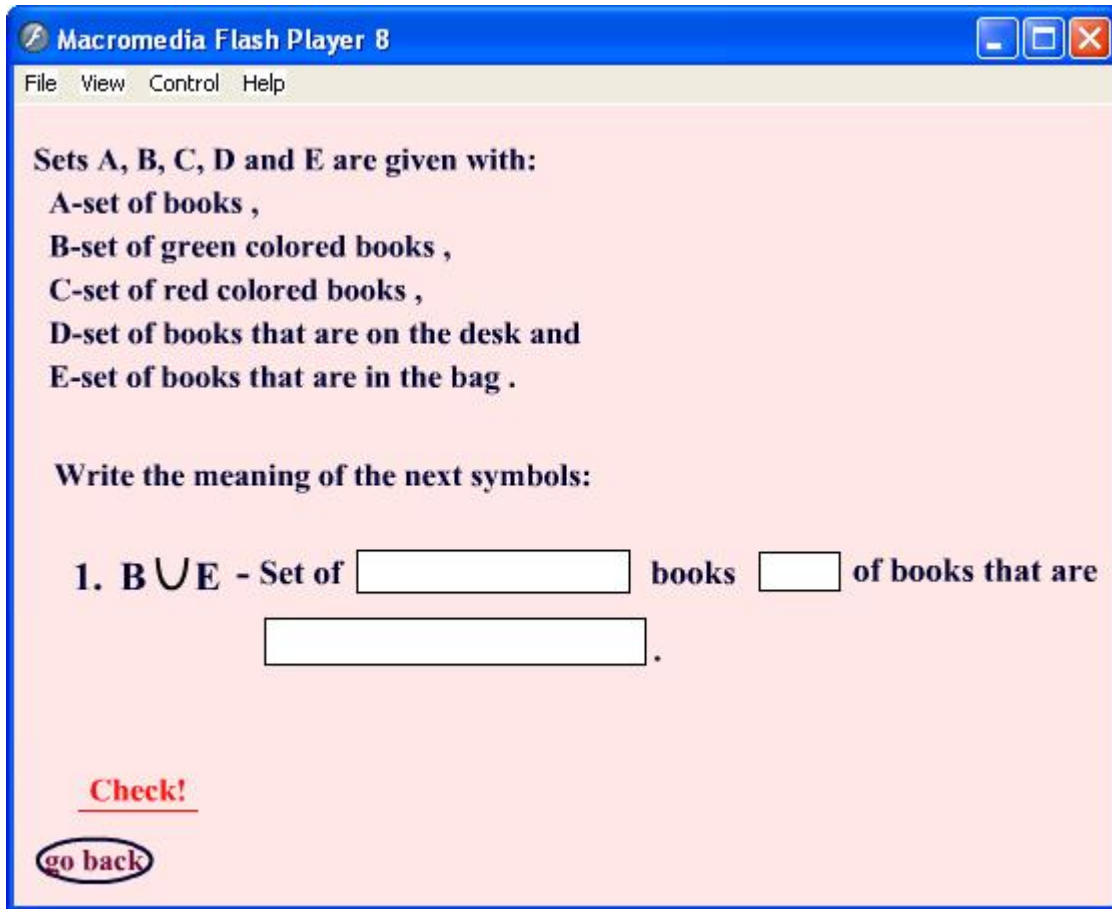 Macromedia Flash Player 8
File View Control Help
Sets A, B, C, D and E are given with:
A-set of books ,
B-set of green colored books ,
C-set of red colored books ,
D-set of books that are on the desk and
E-set of books that are in the bag .
Write the meaning of the next symbols:
1. B∪E - Set of books of books that are
.
Check!
go back